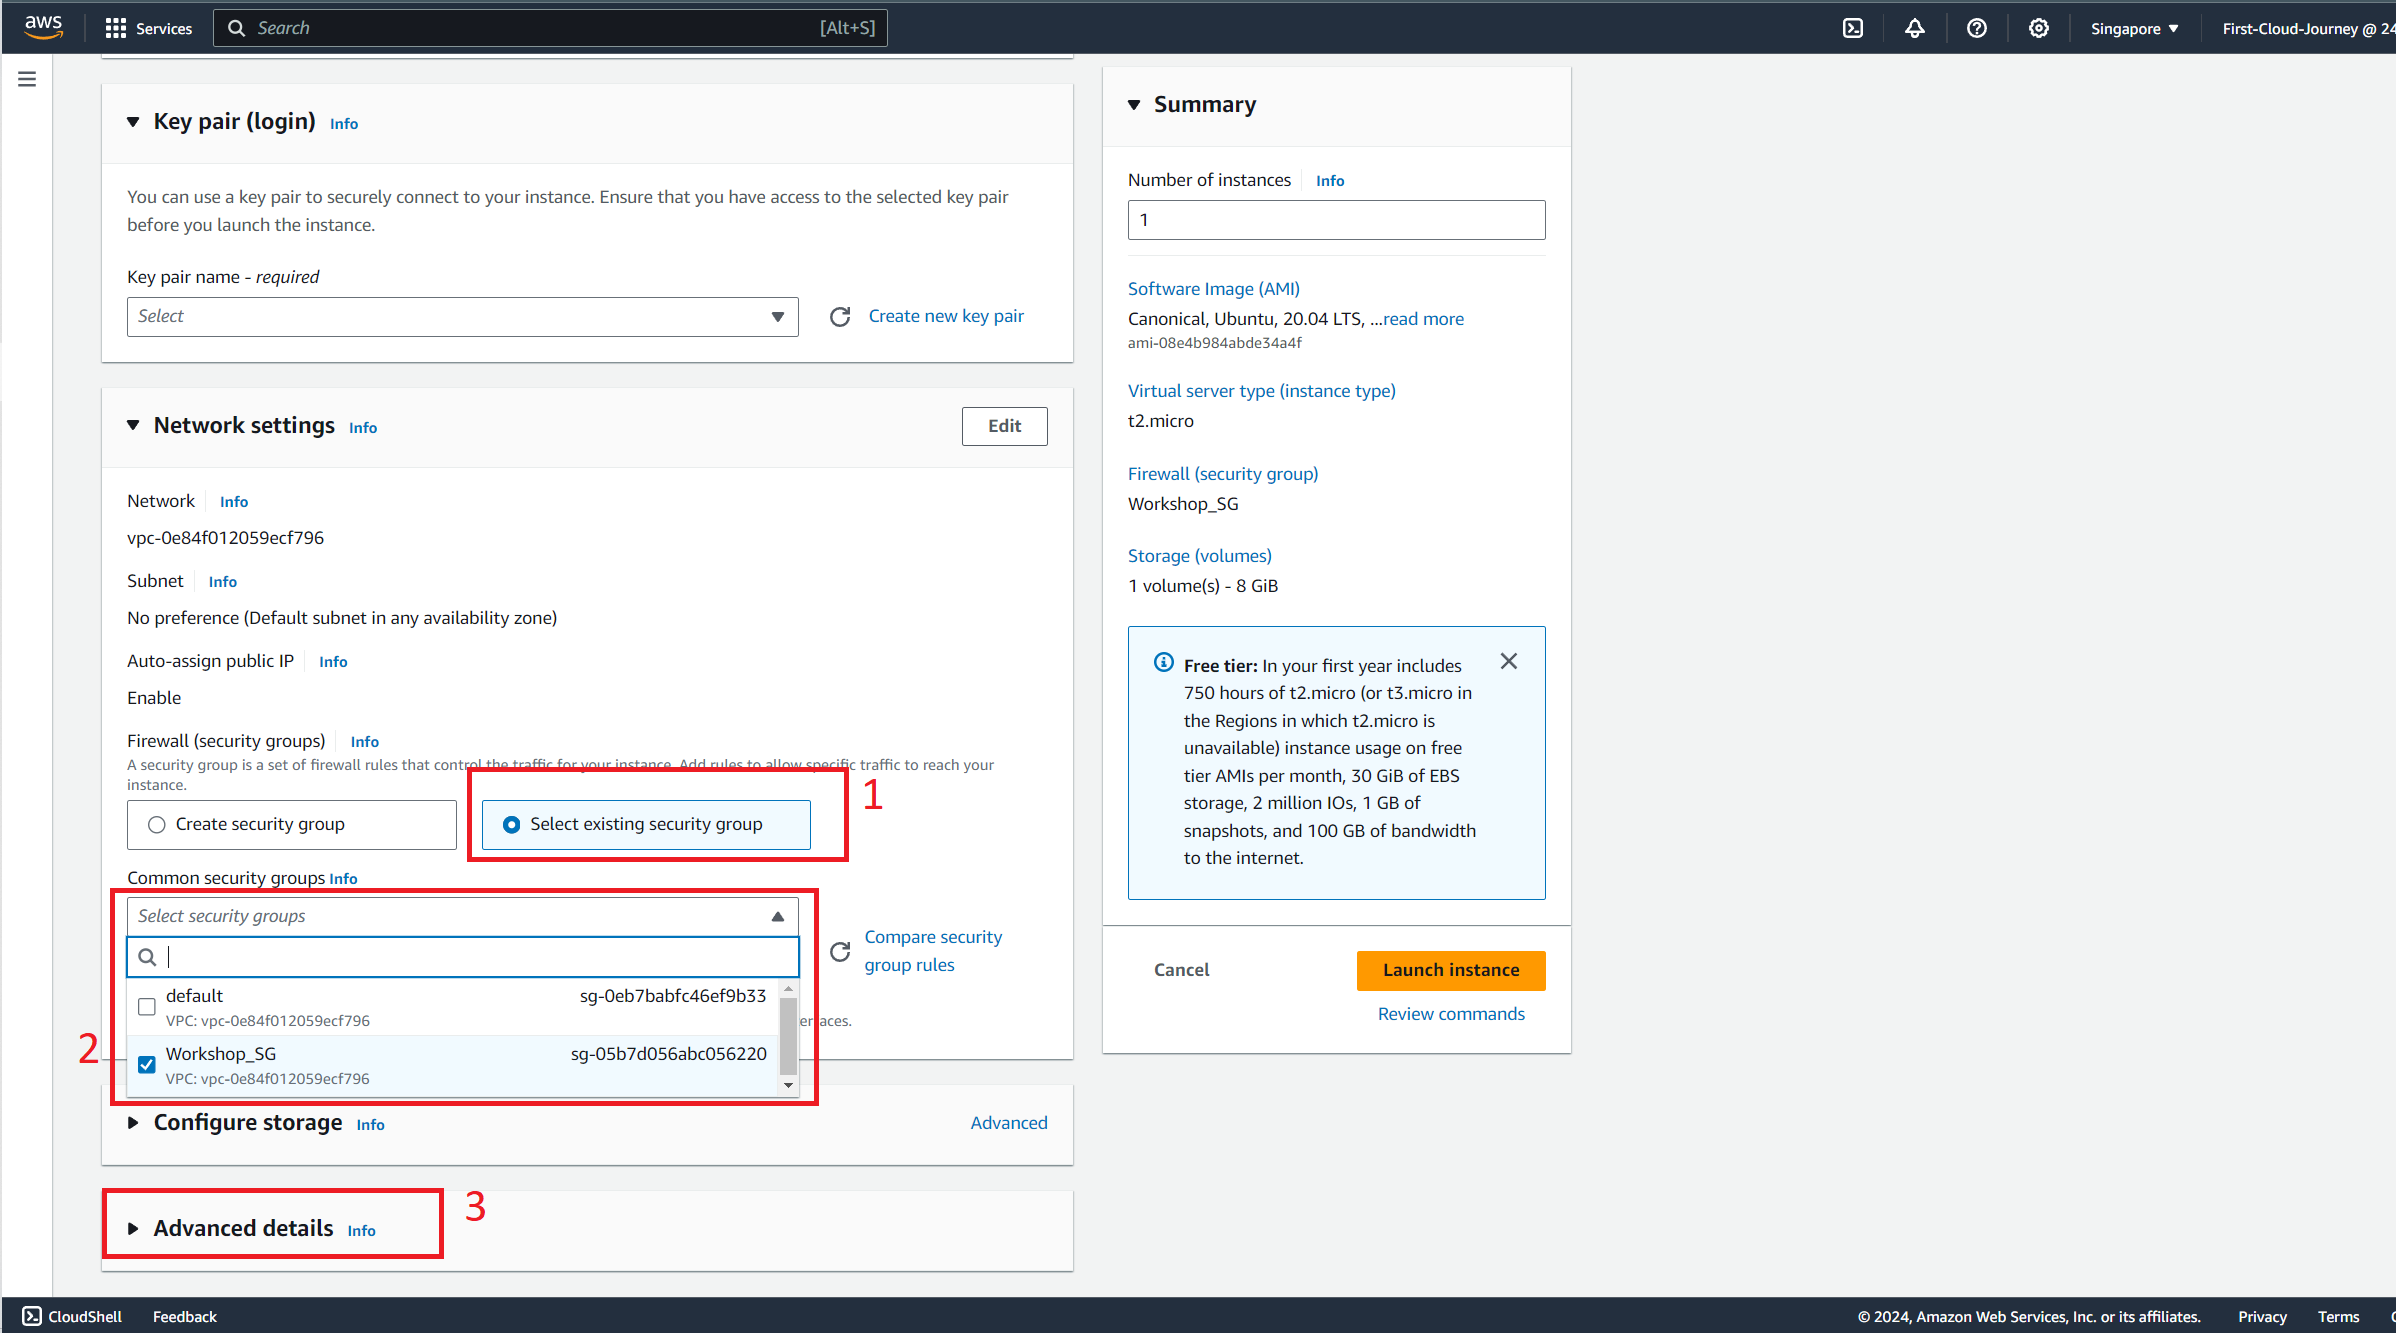 aws
Services
Search
[Alt+S]
Singapore
First-Cloud-Journey @ 24
Key pair (login) Info
You can use a key pair to securely connect to your instance. Ensure that you have access to the selected key pair
before you launch the instance.
Key pair name - required
Select
Create new key pair
Network settings Info
Edit
Network Info
vpc-0e84f012059ecf796
Subnet Info
No preference (Default subnet in any availability zone)
Auto-assign public IP Info
Enable
Firewall (security groups) Info
A security group is a set of firewall rules that control the traffic for your instance. Add rules to allow specific traffic to reach your
instance.
1
Create security group
Select existing security group
Common security groups Info
Select security groups
Compare security
group rules
default sg-0eb7babfc46ef9b33
VPC: vpc-0e84f012059ecf796
erfaces.
2
Workshop_SG sg-05b7d056abc056220
VPC: vpc-0e84f012059ecf796
Configure storage Info
Advanced
3
Advanced details Info
Summary
Number of instances Info
1
Software Image (AMI)
Canonical, Ubuntu, 20.04 LTS, ...read more
ami-08e4b984abde34a4f
Virtual server type (instance type)
t2.micro
Firewall (security group)
Workshop_SG
Storage (volumes)
1 volume(s) - 8 GiB
Free tier: In your first year includes
750 hours of t2.micro (or t3.micro in
the Regions in which t2.micro is
unavailable) instance usage on free
tier AMIs per month, 30 GiB of EBS
storage, 2 million IOs, 1 GB of
snapshots, and 100 GB of bandwidth
to the internet.
Cancel
Launch instance
Review commands
CloudShell
Feedback
© 2024, Amazon Web Services, Inc. or its affiliates.
Privacy
Terms